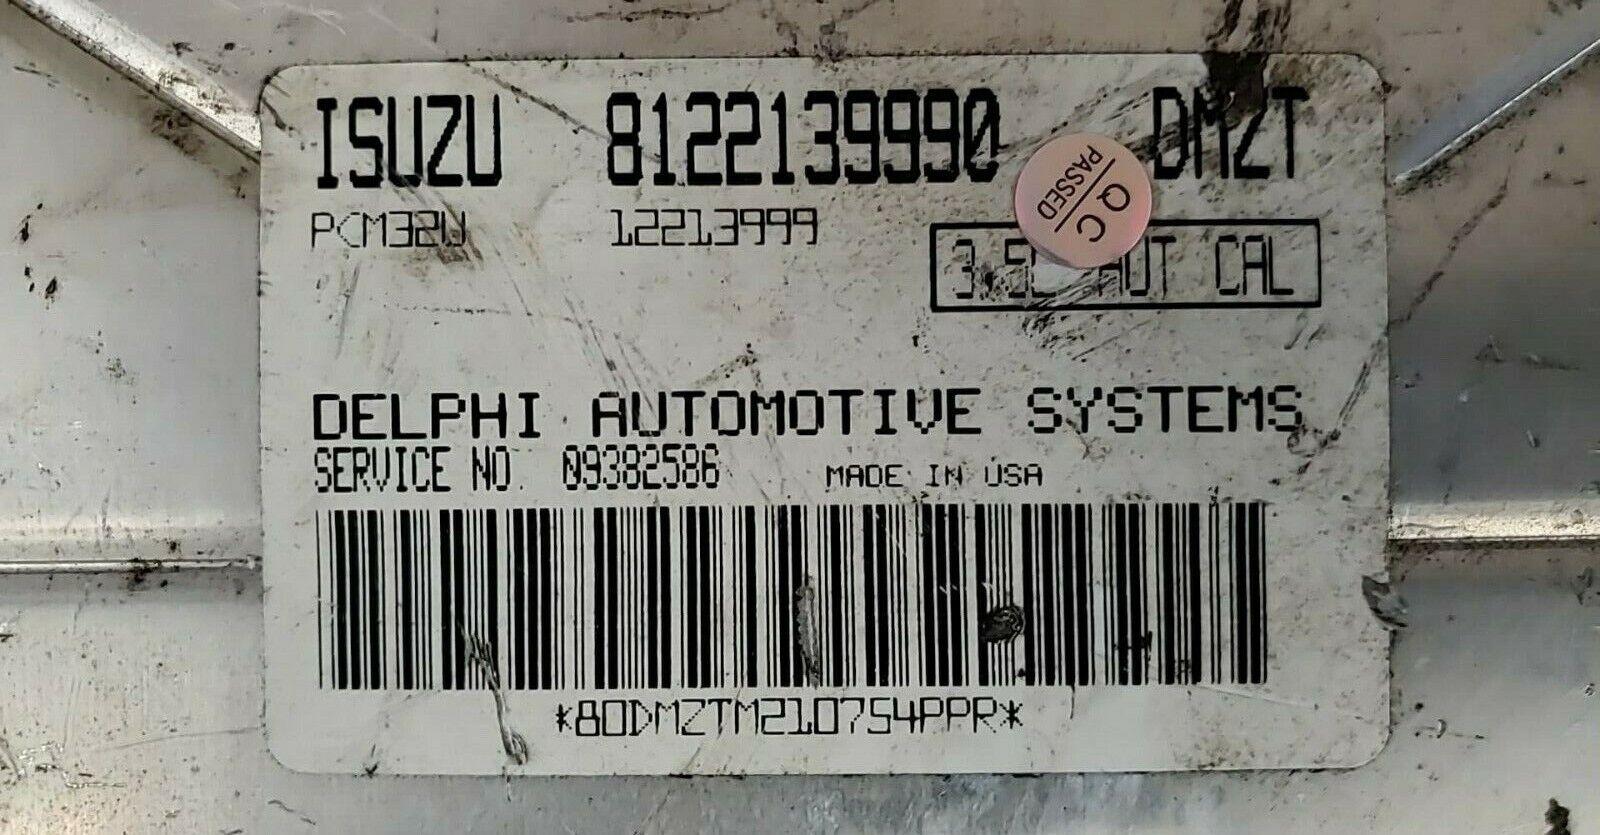 ISUZU 8122139990 DMZT
PCM32U 12213999
QC
PASSED
3.5L AUT CAL
DELPHI AUTOMOTIVE SYSTEMS
SERVICE NO. 09382586 MADE IN USA
*80DMZTM210754PPR*